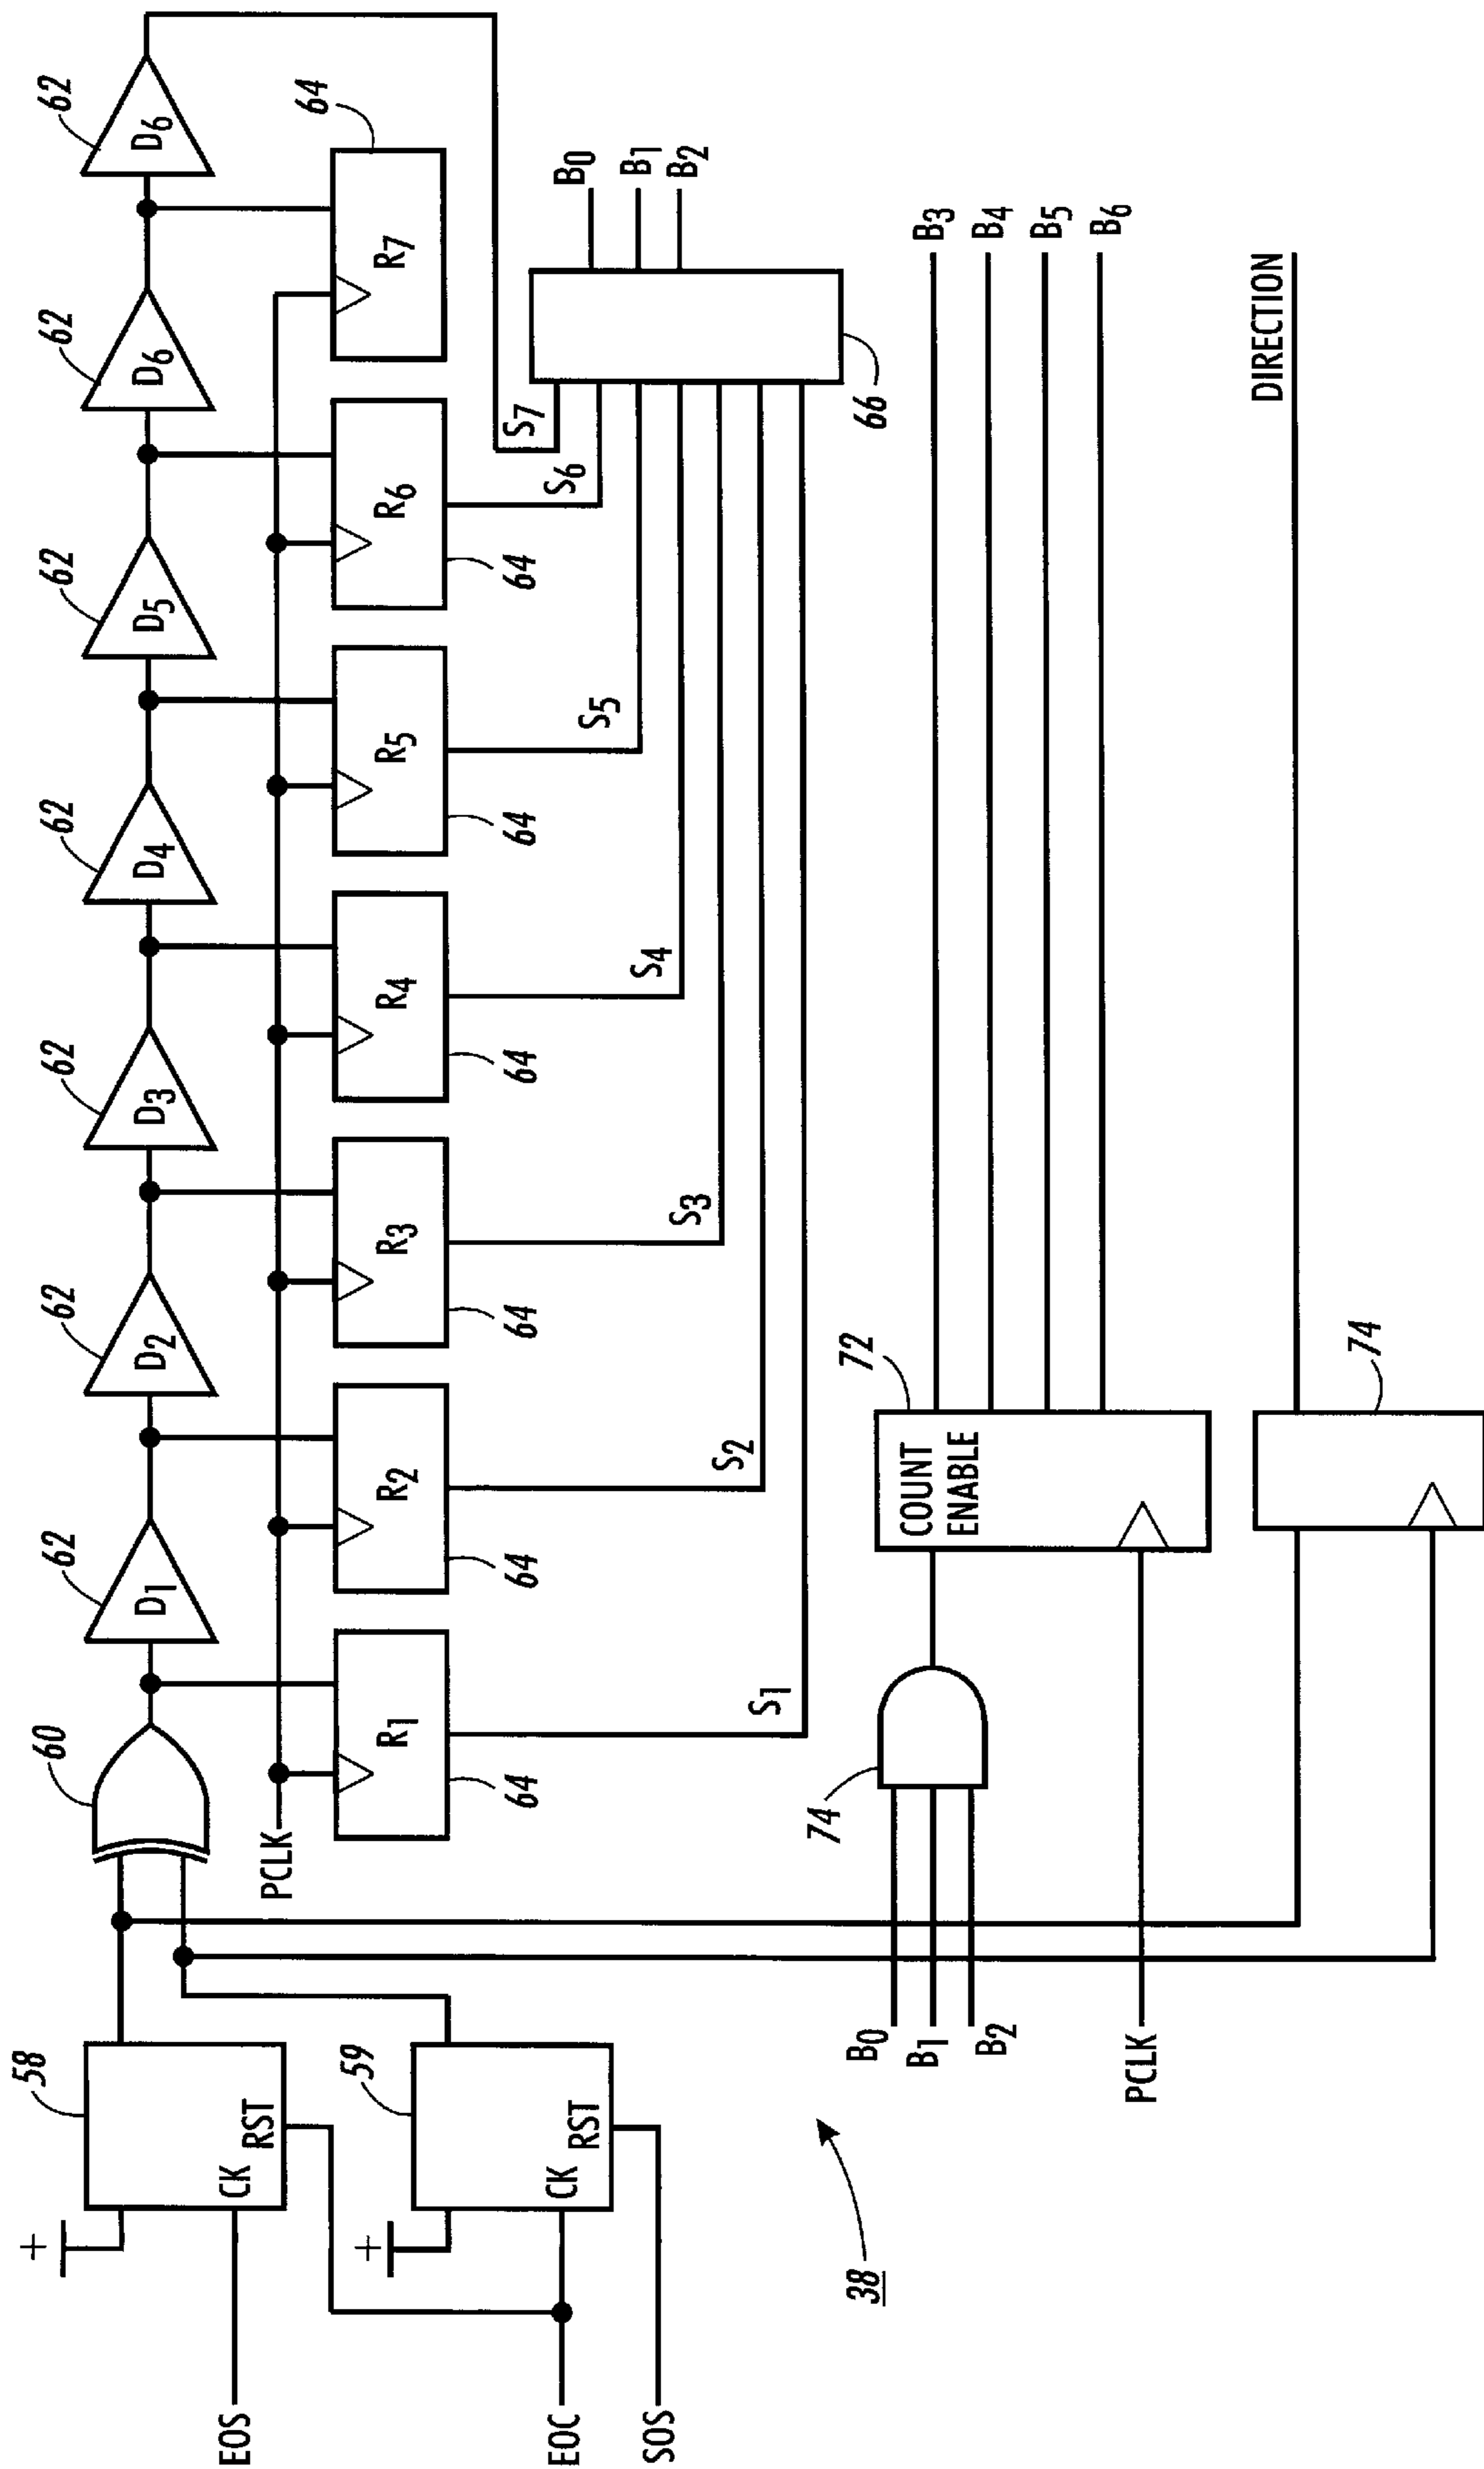 62 62 62 62 62 62 62
D1 D2 D3 D4 D5 D6 D6
60
58
+
CK
RST
EOS
PCLK
R1 R2 R3 R4 R5 R6 R7
64 64 64 64 64 64 64
59
+
CK
RST
EOC
SOS
S1 S2 S3 S4 S5 S6 S7
66
B0
B1
B2
38
74
B0
B1
B2
PCLK
72
COUNT
ENABLE
B3
B4
B5
B6
74
DIRECTION